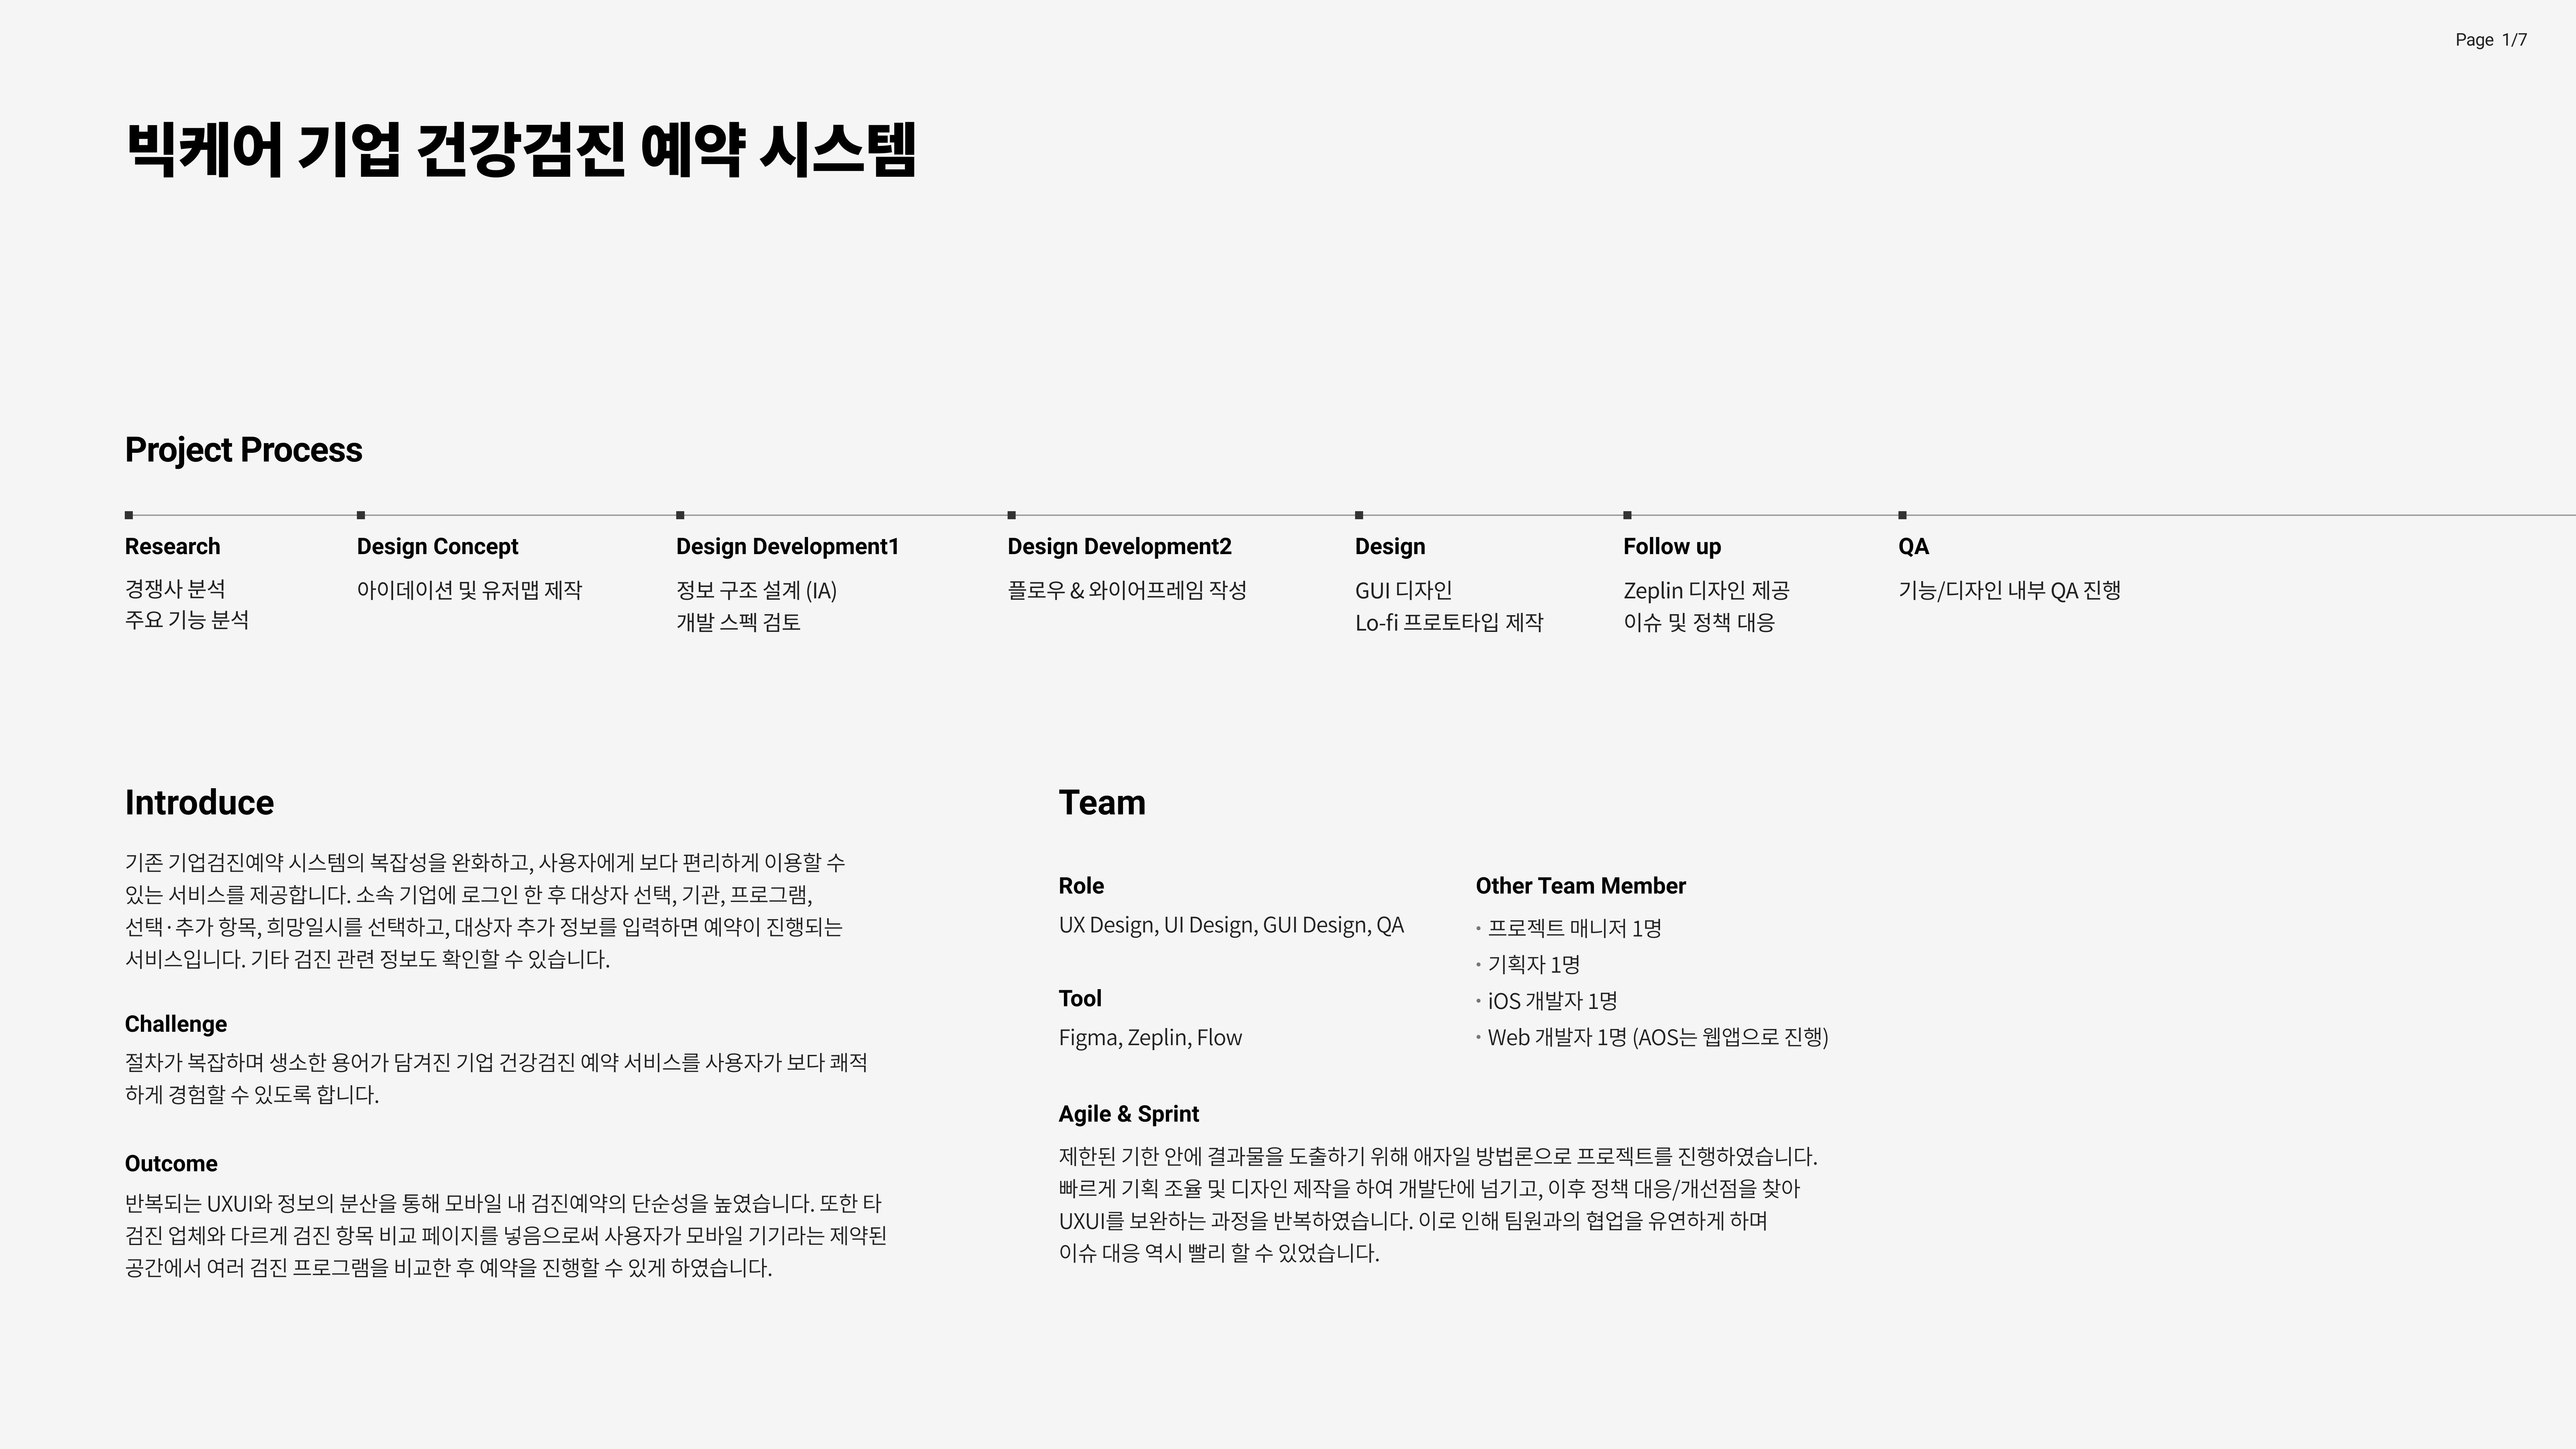 Page 1/7
빅케어 기업 건강검진 예약 시스템
Project Process
Research
경쟁사 분석
주요 기능 분석
Design Concept
아이데이션 및 유저맵 제작
Design Development1
정보 구조 설계 (IA)
개발 스펙 검토
Design Development2
플로우 & 와이어프레임 작성
Design
GUI 디자인
Lo-fi 프로토타입 제작
Follow up
Zeplin 디자인 제공
이슈 및 정책 대응
QA
기능/디자인 내부 QA 진행
Introduce
기존 기업검진예약 시스템의 복잡성을 완화하고, 사용자에게 보다 편리하게 이용할 수
있는 서비스를 제공합니다. 소속 기업에 로그인 한 후 대상자 선택, 기관, 프로그램,
선택·추가 항목, 희망일시를 선택하고, 대상자 추가 정보를 입력하면 예약이 진행되는
서비스입니다. 기타 검진 관련 정보도 확인할 수 있습니다.
Challenge
절차가 복잡하며 생소한 용어가 담겨진 기업 건강검진 예약 서비스를 사용자가 보다 쾌적
하게 경험할 수 있도록 합니다.
Outcome
반복되는 UXUI와 정보의 분산을 통해 모바일 내 검진예약의 단순성을 높였습니다. 또한 타
검진 업체와 다르게 검진 항목 비교 페이지를 넣음으로써 사용자가 모바일 기기라는 제약된
공간에서 여러 검진 프로그램을 비교한 후 예약을 진행할 수 있게 하였습니다.
Team
Role
UX Design, UI Design, GUI Design, QA
Tool
Figma, Zeplin, Flow
Other Team Member
• 프로젝트 매니저 1명
• 기획자 1명
• iOS 개발자 1명
• Web 개발자 1명 (AOS는 웹앱으로 진행)
Agile & Sprint
제한된 기한 안에 결과물을 도출하기 위해 애자일 방법론으로 프로젝트를 진행하였습니다.
빠르게 기획 조율 및 디자인 제작을 하여 개발단에 넘기고, 이후 정책 대응/개선점을 찾아
UXUI를 보완하는 과정을 반복하였습니다. 이로 인해 팀원과의 협업을 유연하게 하며
이슈 대응 역시 빨리 할 수 있었습니다.